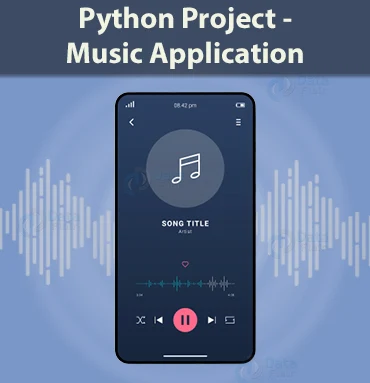 Python Project -
Music Application
08.42 pm
SONG TITLE
Artist